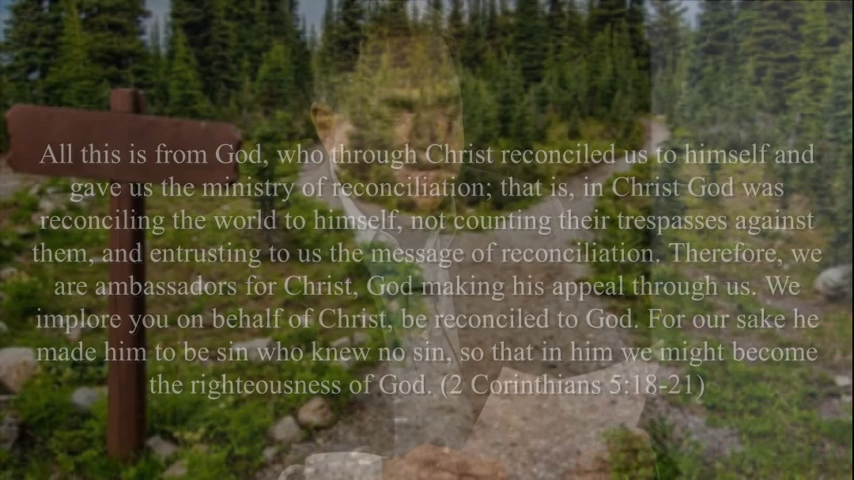 All this is from God, who through Christ reconciled us to himself and
gave us the ministry of reconciliation; that is, in Christ God was
reconciling the world to himself, not counting their trespasses against
them, and entrusting to us the message of reconciliation. Therefore, we
are ambassadors for Christ, God making his appeal through us. We
implore you on behalf of Christ, be reconciled to God. For our sake he
made him to be sin who knew no sin, so that in him we might become
the righteousness of God. (2 Corinthians 5:18-21)